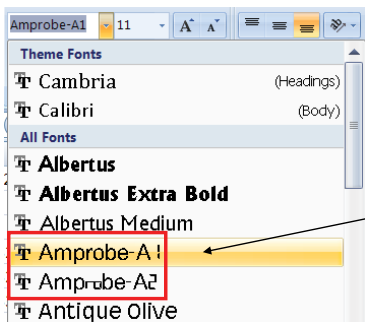 Amprobe-A1 11 A A
Theme Fonts
Cambria (Headings)
Calibri (Body)
All Fonts
Albertus
Albertus Extra Bold
Albertus Medium
Amprobe-A1
Amprobe-A2
Antique Olive